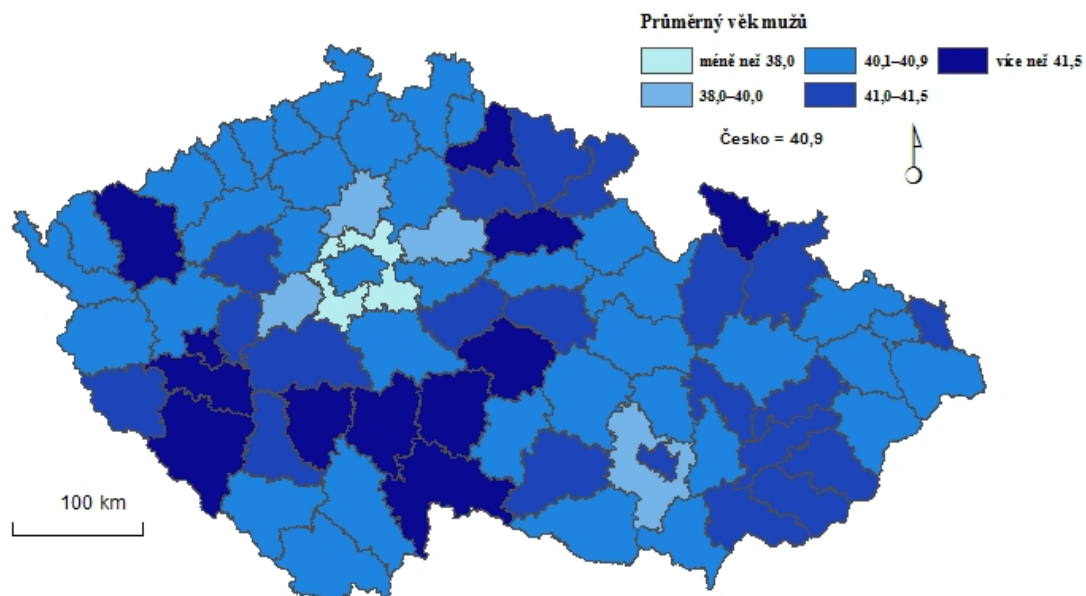 Průměrný věk mužů
méně než 38,0
40,1–40,9
více než 41,5
38,0–40,0
41,0–41,5
Česko = 40,9
100 km